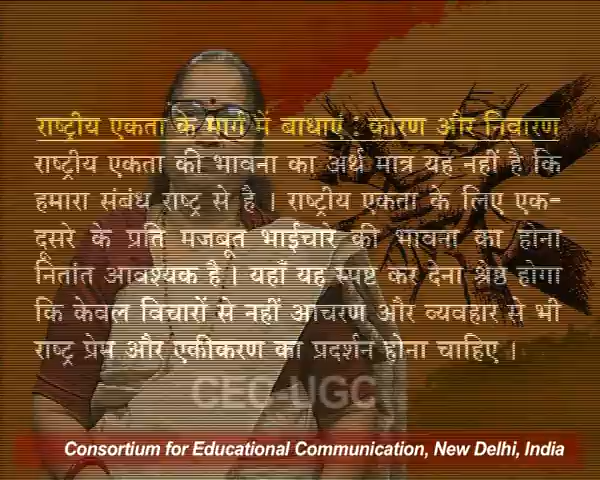 राष्ट्रीय एकता के मार्ग में बाधाएं : कारण और निवारण
राष्ट्रीय एकता की भावना का अर्थ मात्र यह नहीं है कि
हमारा संबंध राष्ट्र से है । राष्ट्रीय एकता के लिए एक-
दूसरे के प्रति मजबूत भाईचारे की भावना का होना
नितांत आवश्यक है । यहाँ यह स्पष्ट कर देना श्रेष्ठ होगा
कि केवल विचारों से नहीं आचरण और व्यवहार से भी
राष्ट्र प्रेम और एकीकरण का प्रदर्शन होना चाहिए ।
CEC-UGC
Consortium for Educational Communication, New Delhi, India